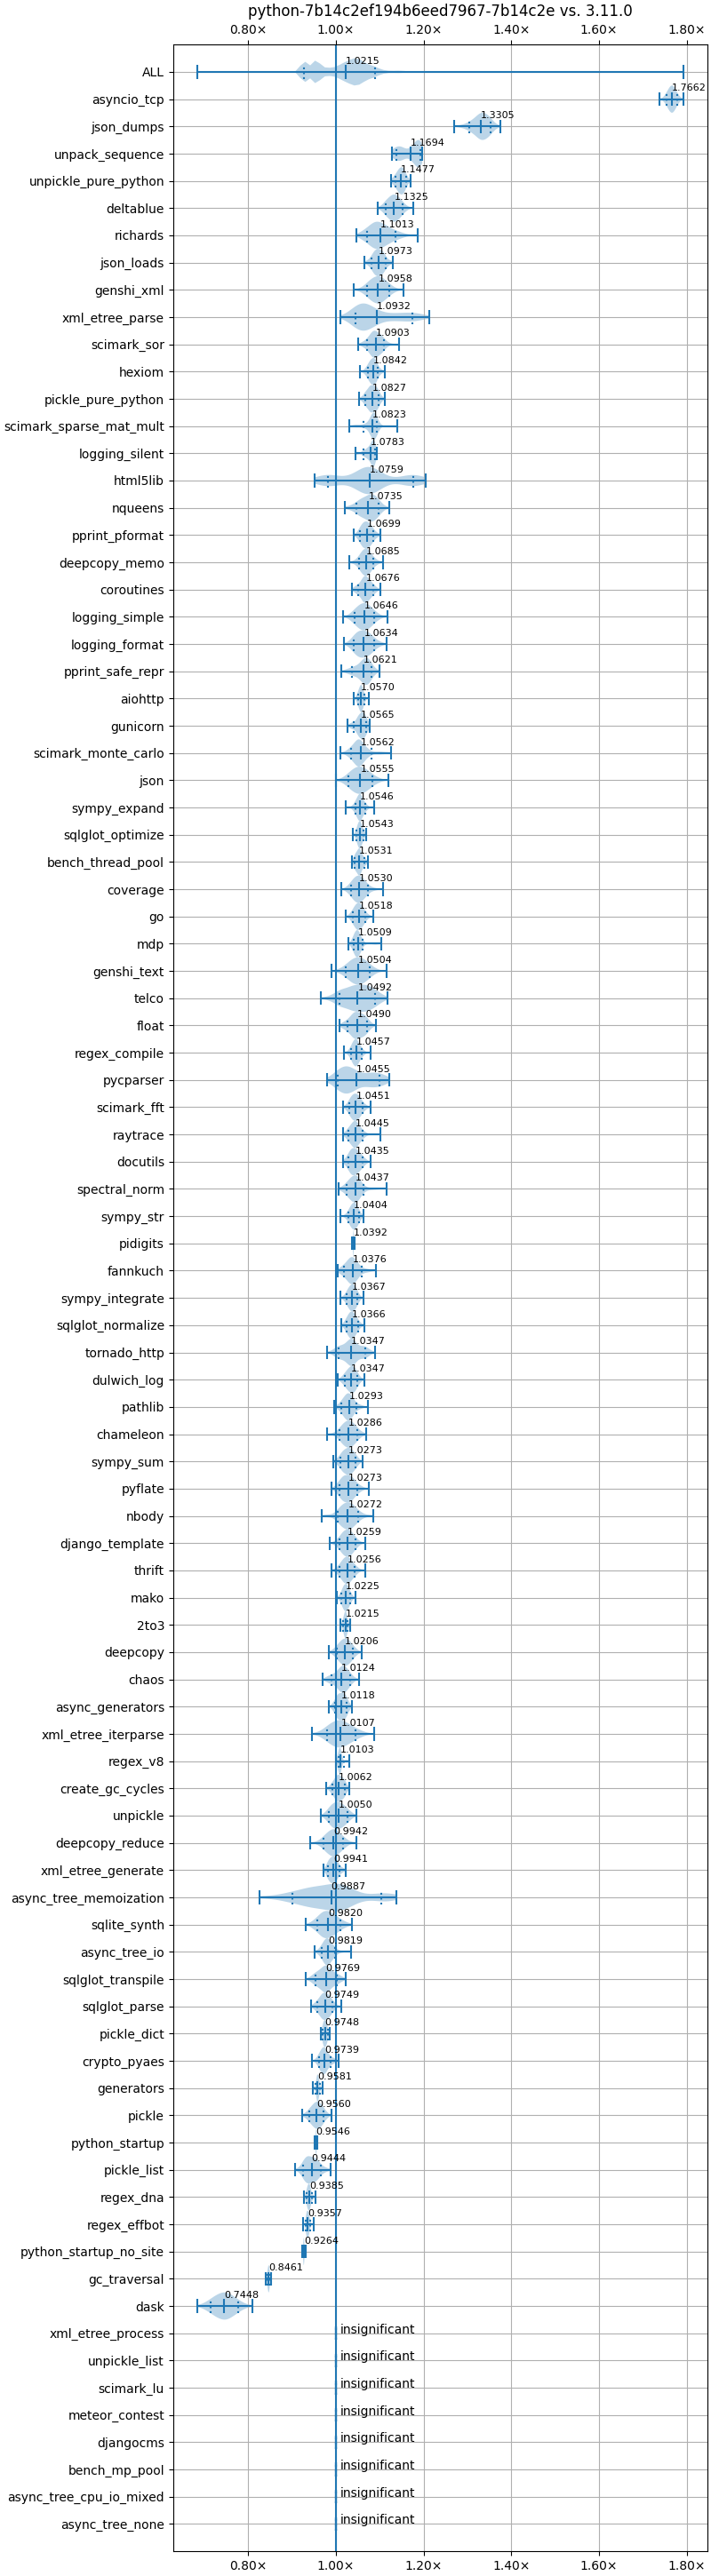 python-7b14c2ef194b6eed7967-7b14c2e vs. 3.11.0
0.80× 1.00× 1.20× 1.40× 1.60× 1.80×
ALL 1.0215
asyncio_tcp 1.7662
json_dumps 1.3305
unpack_sequence 1.1694
unpickle_pure_python 1.1477
deltablue 1.1325
richards 1.1013
json_loads 1.0973
genshi_xml 1.0958
xml_etree_parse 1.0932
scimark_sor 1.0903
hexiom 1.0842
pickle_pure_python 1.0827
scimark_sparse_mat_mult 1.0823
logging_silent 1.0783
html5lib 1.0759
nqueens 1.0735
pprint_pformat 1.0699
deepcopy_memo 1.0685
coroutines 1.0676
logging_simple 1.0646
logging_format 1.0634
pprint_safe_repr 1.0621
aiohttp 1.0570
gunicorn 1.0565
scimark_monte_carlo 1.0562
json 1.0555
sympy_expand 1.0546
sqlglot_optimize 1.0543
bench_thread_pool 1.0531
coverage 1.0530
go 1.0518
mdp 1.0509
genshi_text 1.0504
telco 1.0492
float 1.0490
regex_compile 1.0457
pycparser 1.0455
scimark_fft 1.0451
raytrace 1.0445
docutils 1.0435
spectral_norm 1.0437
sympy_str 1.0404
pidigits 1.0392
fannkuch 1.0376
sympy_integrate 1.0367
sqlglot_normalize 1.0366
tornado_http 1.0347
dulwich_log 1.0347
pathlib 1.0293
chameleon 1.0286
sympy_sum 1.0273
pyflate 1.0273
nbody 1.0272
django_template 1.0259
thrift 1.0256
mako 1.0225
2to3 1.0215
deepcopy 1.0206
chaos 1.0124
async_generators 1.0118
xml_etree_iterparse 1.0107
regex_v8 1.0103
create_gc_cycles 1.0062
unpickle 1.0050
deepcopy_reduce 0.9942
xml_etree_generate 0.9941
async_tree_memoization 0.9887
sqlite_synth 0.9820
async_tree_io 0.9819
sqlglot_transpile 0.9769
sqlglot_parse 0.9749
pickle_dict 0.9748
crypto_pyaes 0.9739
generators 0.9581
pickle 0.9560
python_startup 0.9546
pickle_list 0.9444
regex_dna 0.9385
regex_effbot 0.9357
python_startup_no_site 0.9264
gc_traversal 0.8461
dask 0.7448
xml_etree_process insignificant
unpickle_list insignificant
scimark_lu insignificant
meteor_contest insignificant
djangocms insignificant
bench_mp_pool insignificant
async_tree_cpu_io_mixed insignificant
async_tree_none insignificant
0.80× 1.00× 1.20× 1.40× 1.60× 1.80×